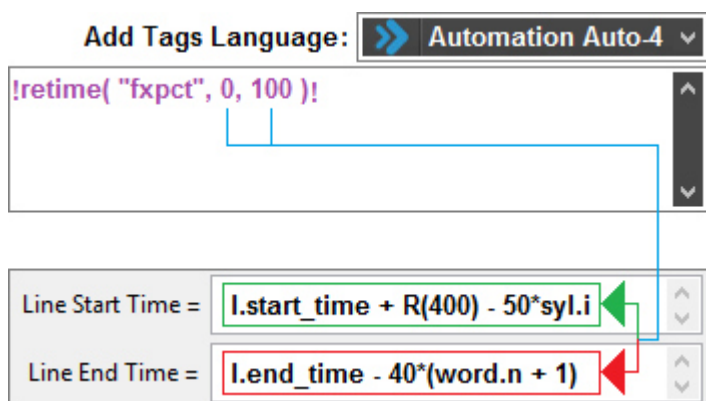 Add Tags Language: Automation Auto-4
!retime( "fxpct", 0, 100 )!
Line Start Time = l.start_time + R(400) - 50*syl.i
Line End Time = l.end_time - 40*(word.n + 1)